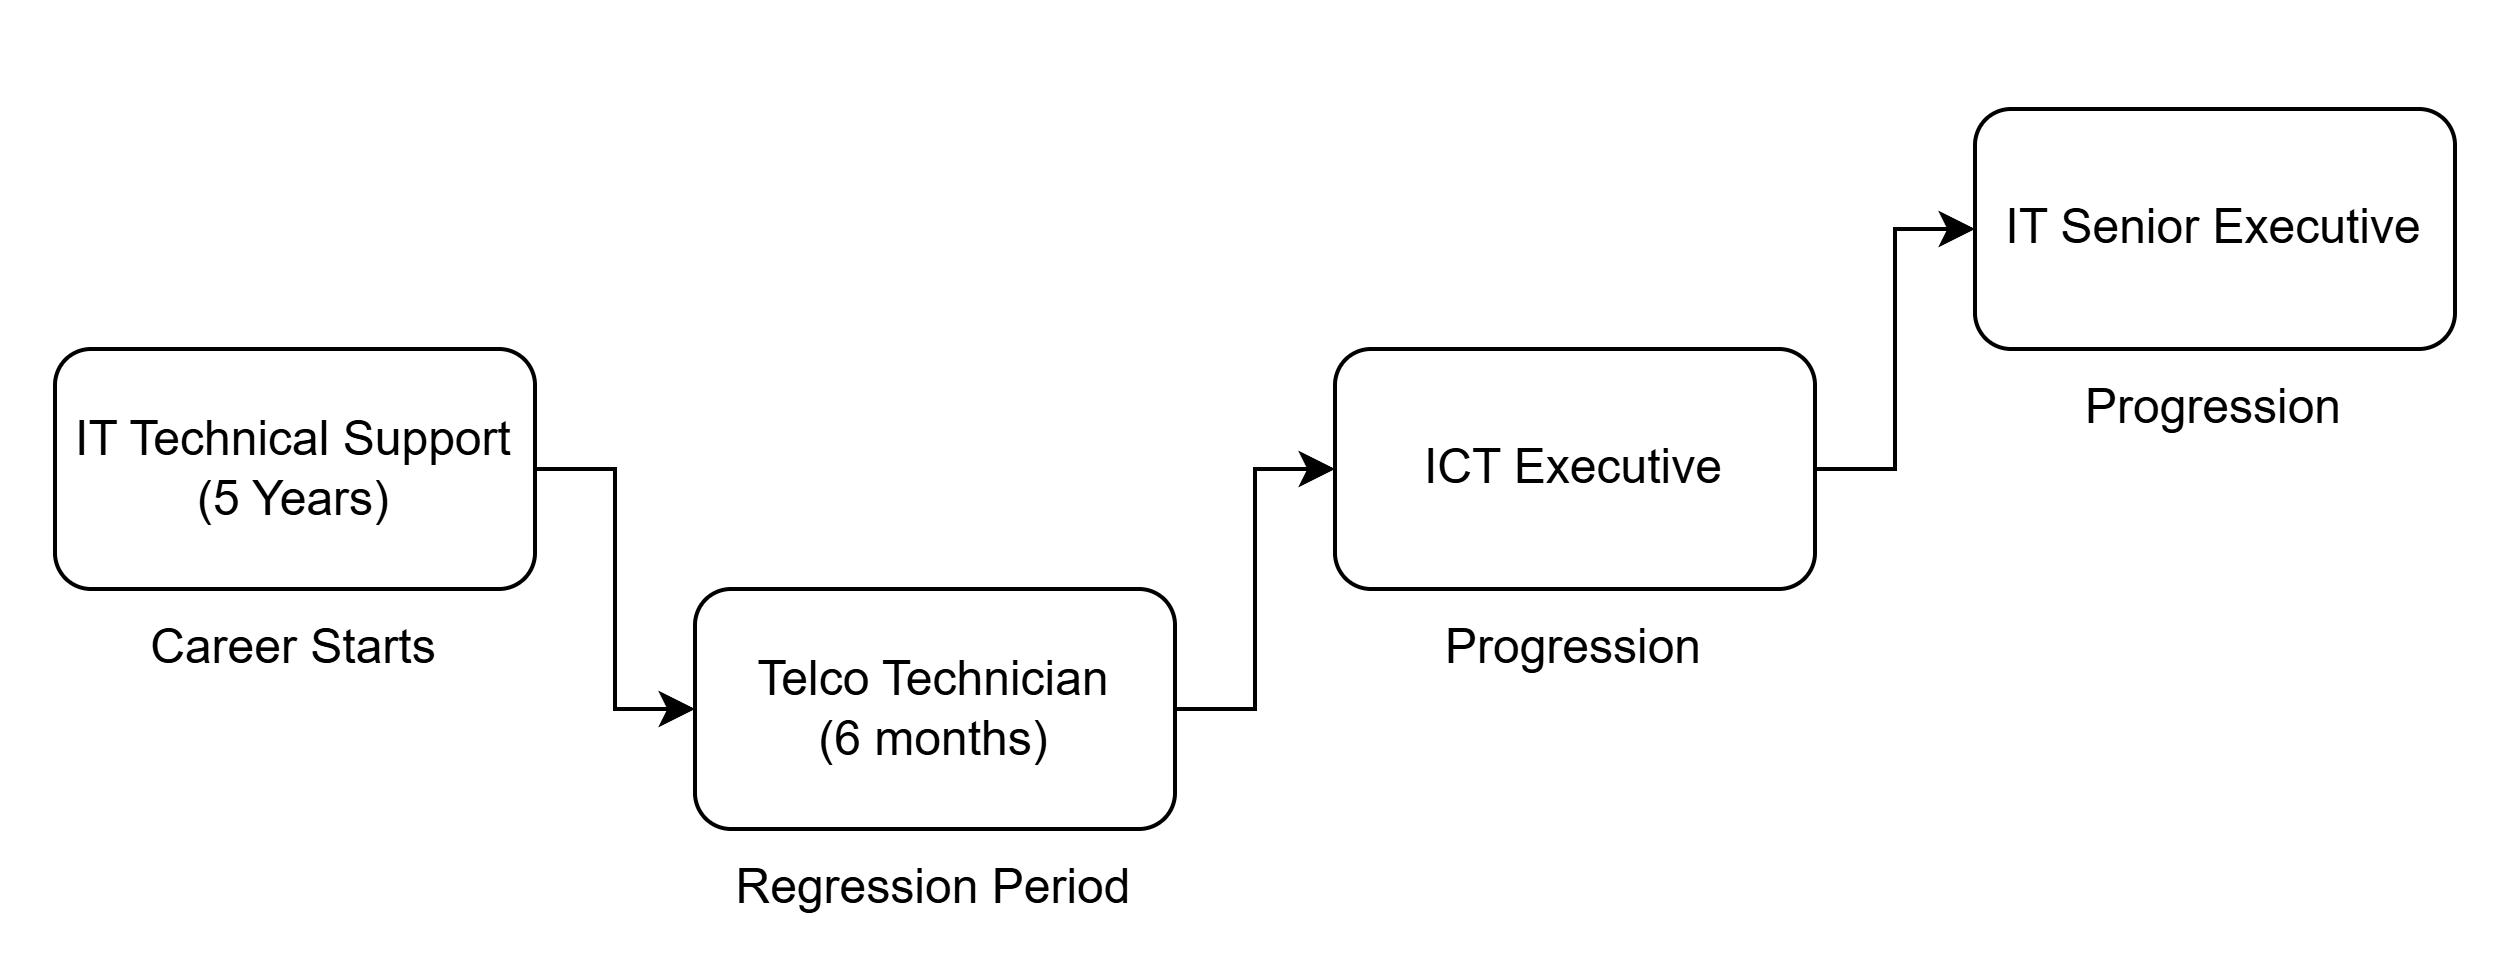 IT Technical Support
(5 Years)
Career Starts
Telco Technician
(6 months)
Regression Period
ICT Executive
Progression
IT Senior Executive
Progression